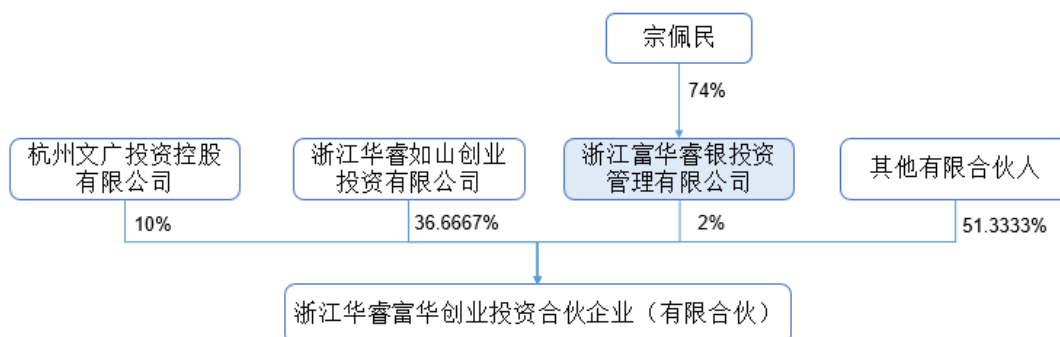 宗佩民
74%
杭州文广投资控股
有限公司
浙江华睿如山创业
投资有限公司
浙江富华睿银投资
管理有限公司
其他有限合伙人
10%
36.6667%
2%
51.3333%
浙江华睿富华创业投资合伙企业（有限合伙）